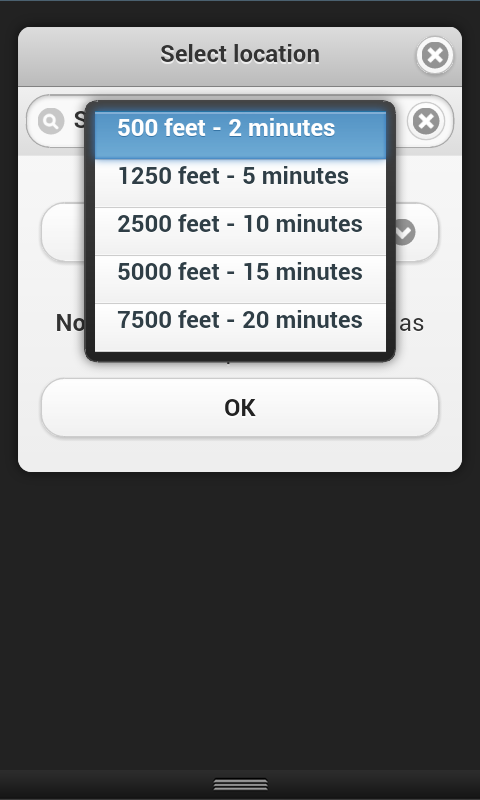 Select location
S
500 feet - 2 minutes
1250 feet - 5 minutes
2500 feet - 10 minutes
5000 feet - 15 minutes
7500 feet - 20 minutes
No as
OK